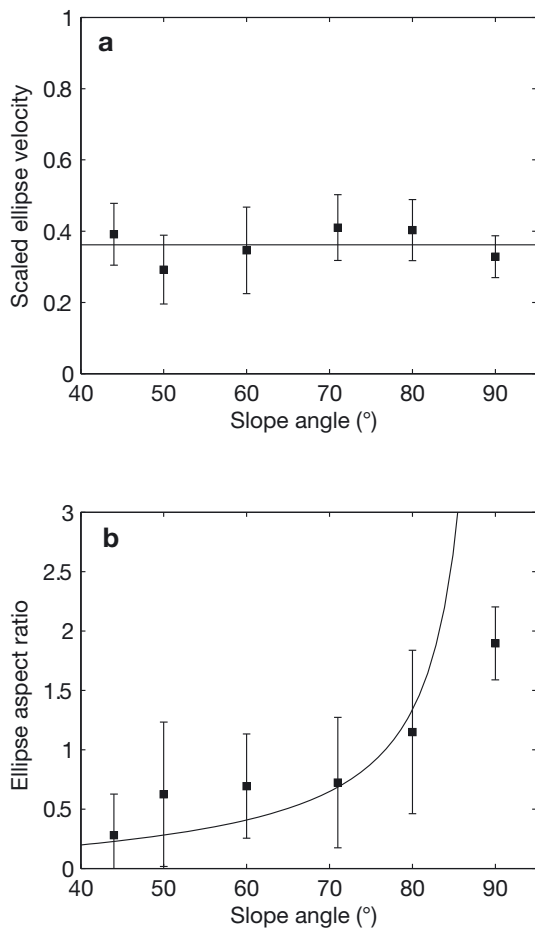 a
Scaled ellipse velocity
1
0.8
0.6
0.4
0.2
0
40 50 60 70 80 90
Slope angle (°)
b
Ellipse aspect ratio
3
2.5
2
1.5
1
0.5
0
40 50 60 70 80 90
Slope angle (°)